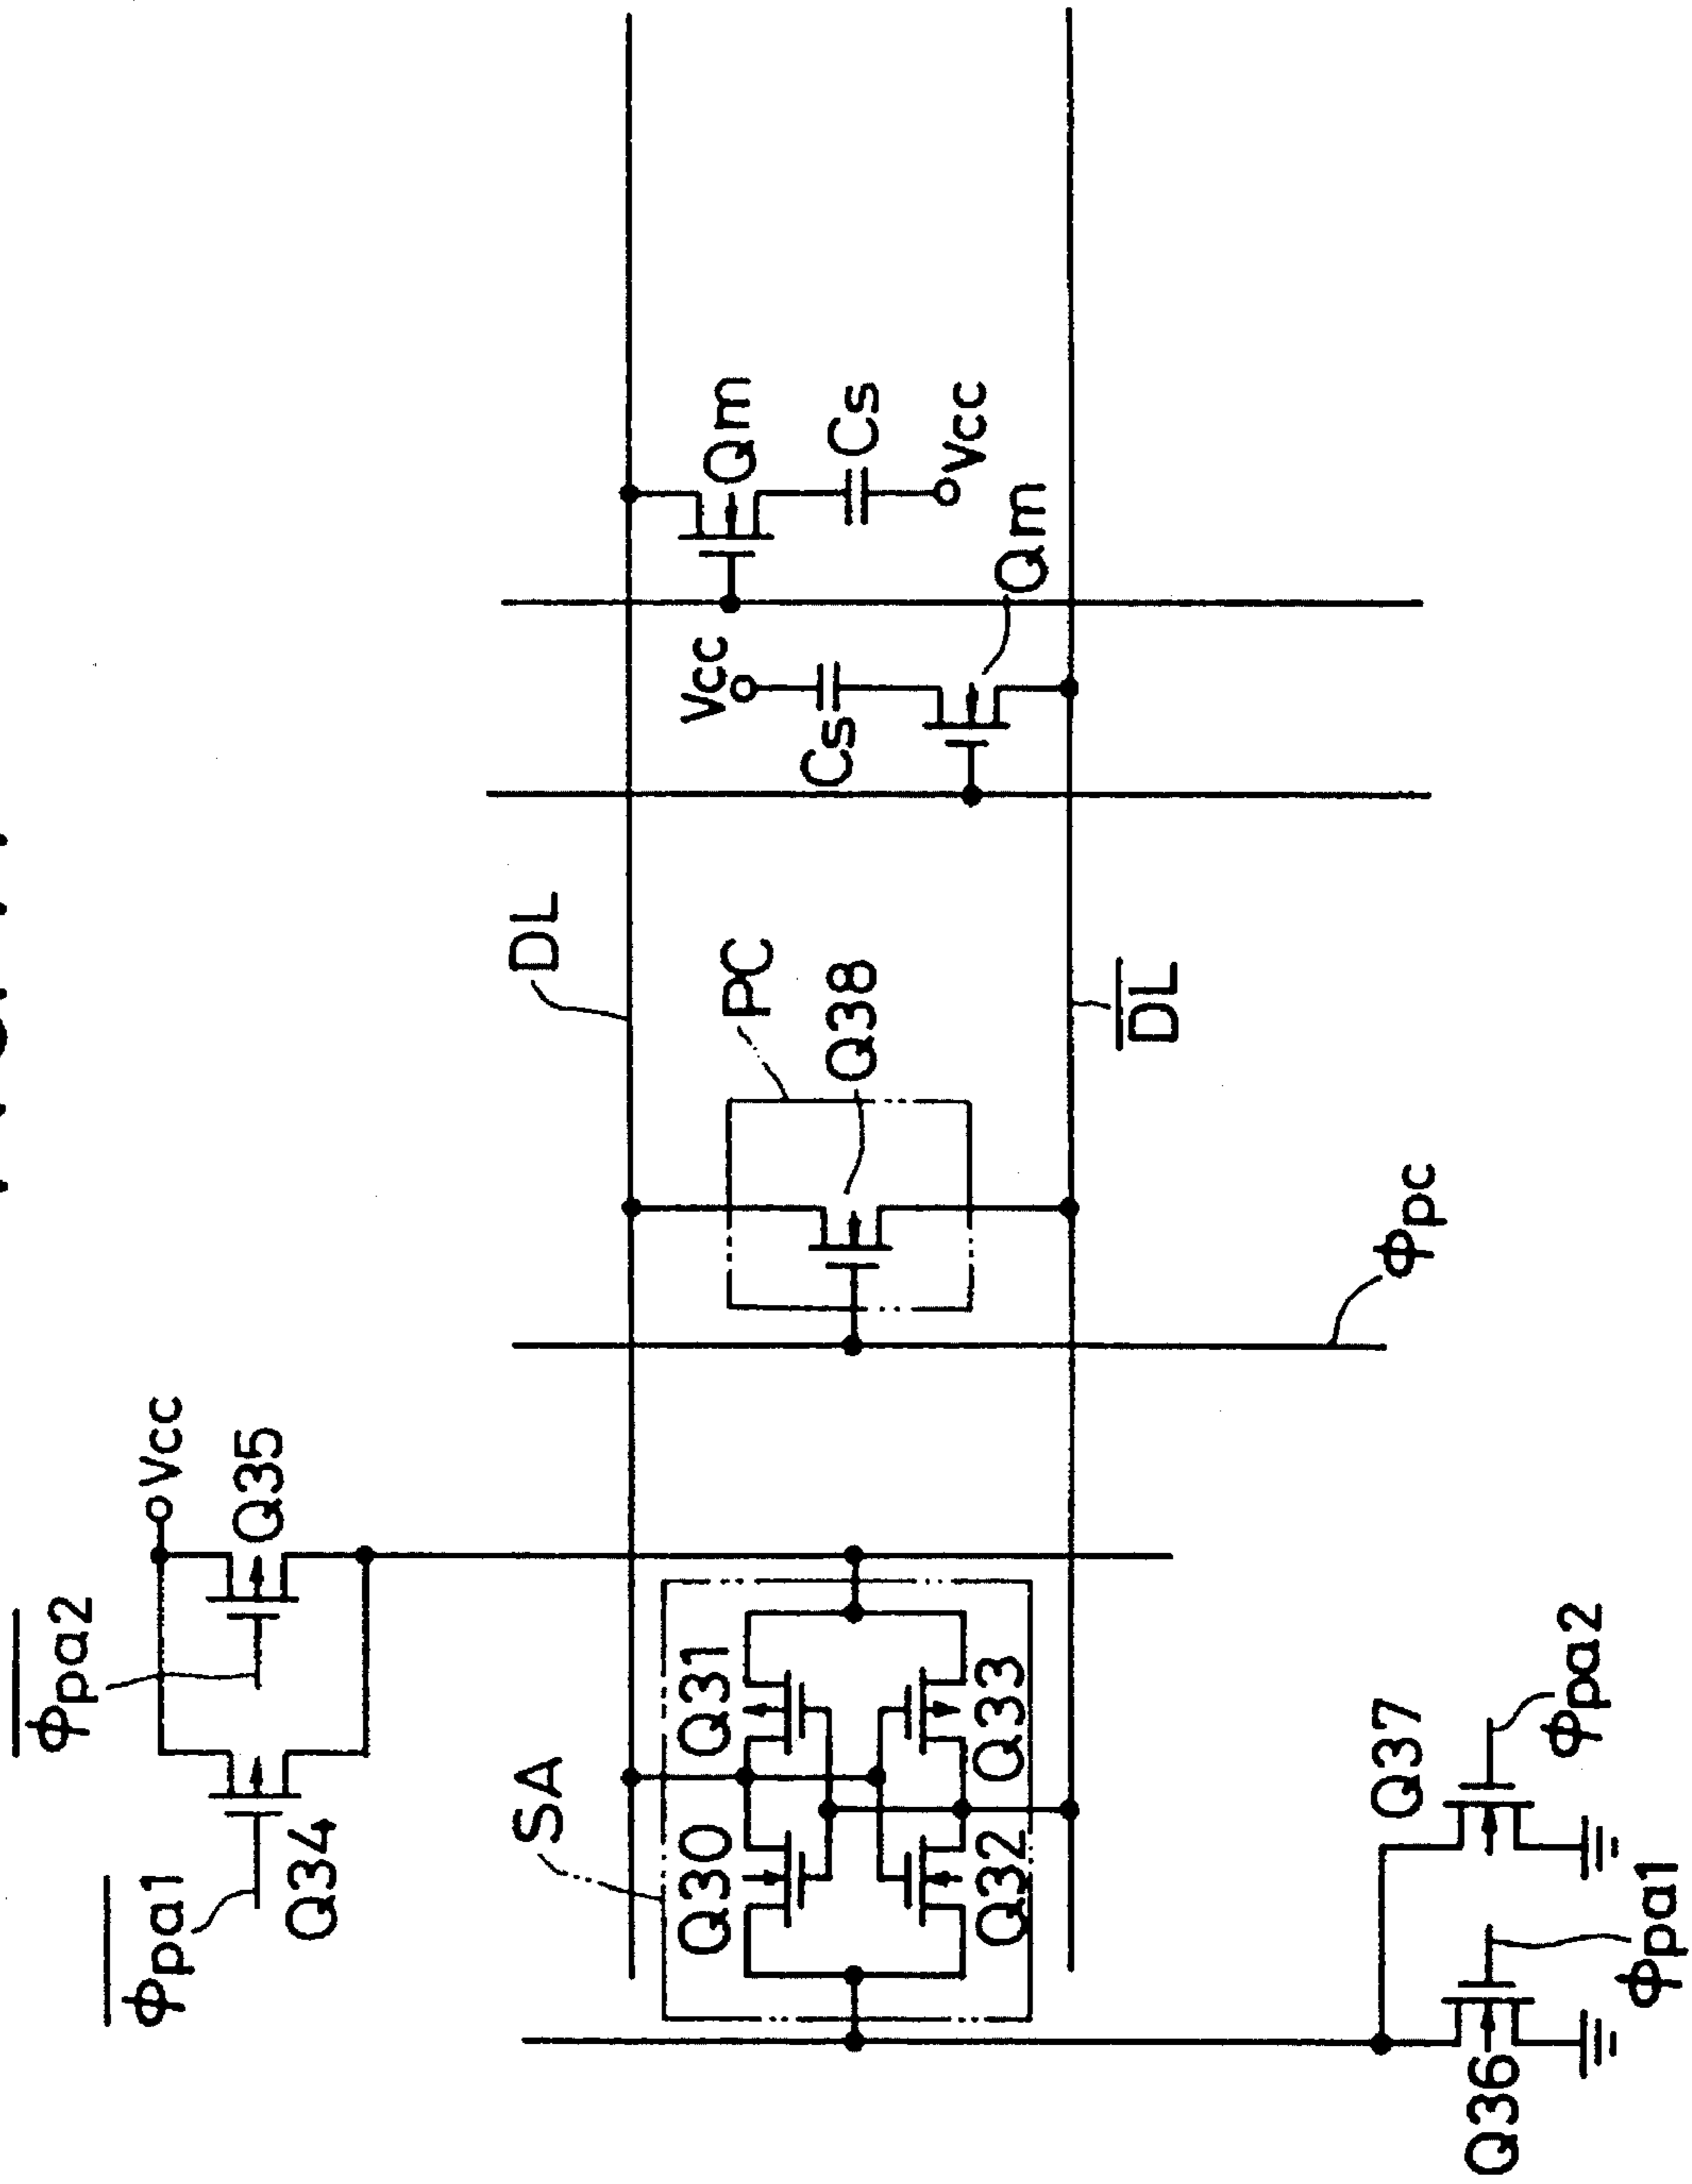 Vcc
Q35
φpa2
φpa1
Q34
DL
Qm
Cs
Vcc
Qm
Vcc
Cs
PC
Q38
DL
φpc
SA
Q31
Q30
Q33
Q32
Q37
φpa2
φpa1
Q36